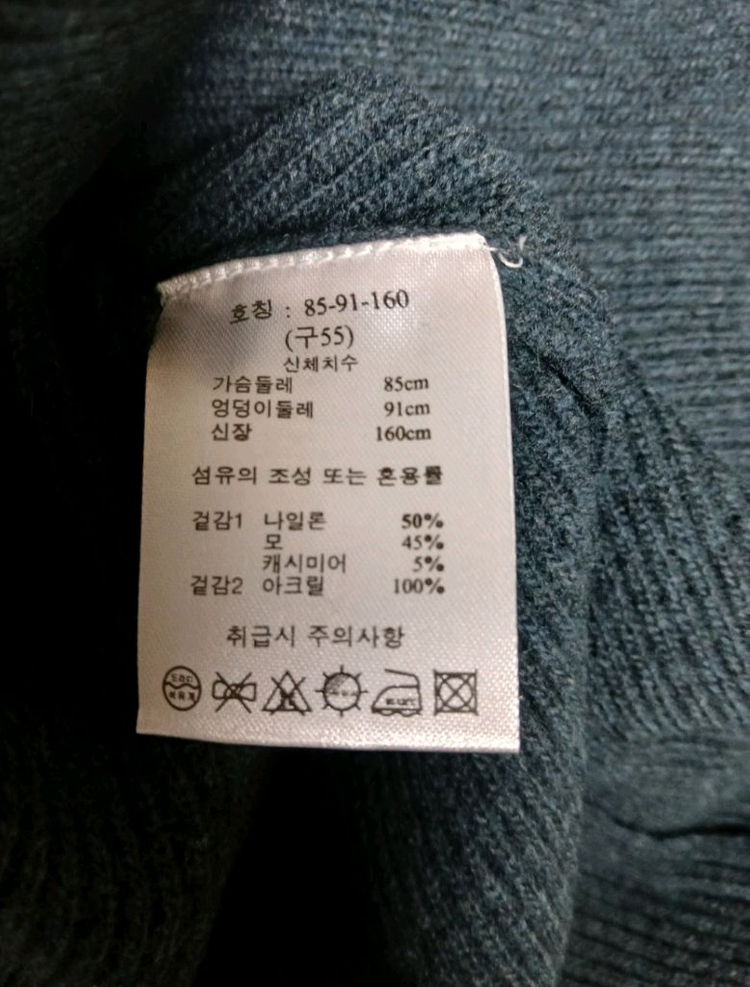 호칭 : 85-91-160
(구55)
신체치수
가슴둘레 85cm
엉덩이둘레 91cm
신장 160cm
섬유의 조성 또는 혼용률
겉감1 나일론 50%
모 45%
캐시미어 5%
겉감2 아크릴 100%
취급시 주의사항
드라이